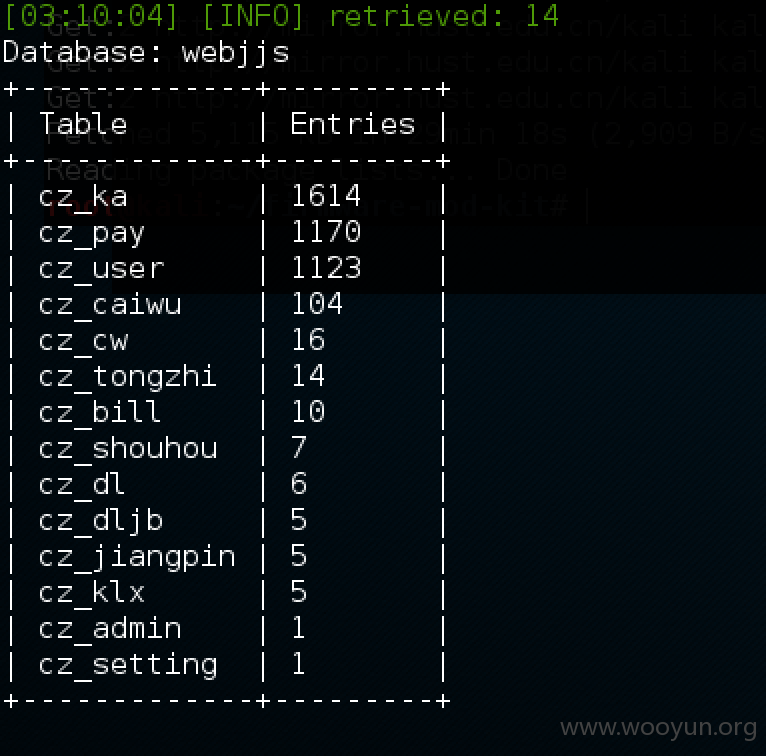 [03:10:04] [INFO] retrieved: 14
Database: webjjs
+-------------+---------+
| Table       | Entries |
+-------------+---------+
| cz_ka       | 1614    |
| cz_pay      | 1170    |
| cz_user     | 1123    |
| cz_caiwu    | 104     |
| cz_cw       | 16      |
| cz_tongzhi  | 14      |
| cz_bill     | 10      |
| cz_shouhou  | 7       |
| cz_dl       | 6       |
| cz_dljb     | 5       |
| cz_jiangpin | 5       |
| cz_klx      | 5       |
| cz_admin    | 1       |
| cz_setting  | 1       |
+-------------+---------+
www.wooyun.org